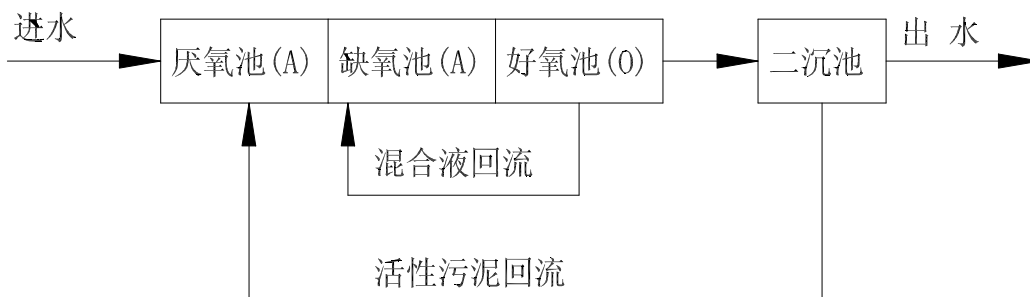 进水
厌氧池(A)
缺氧池(A)
好氧池(O)
二沉池
出 水
混合液回流
活性污泥回流